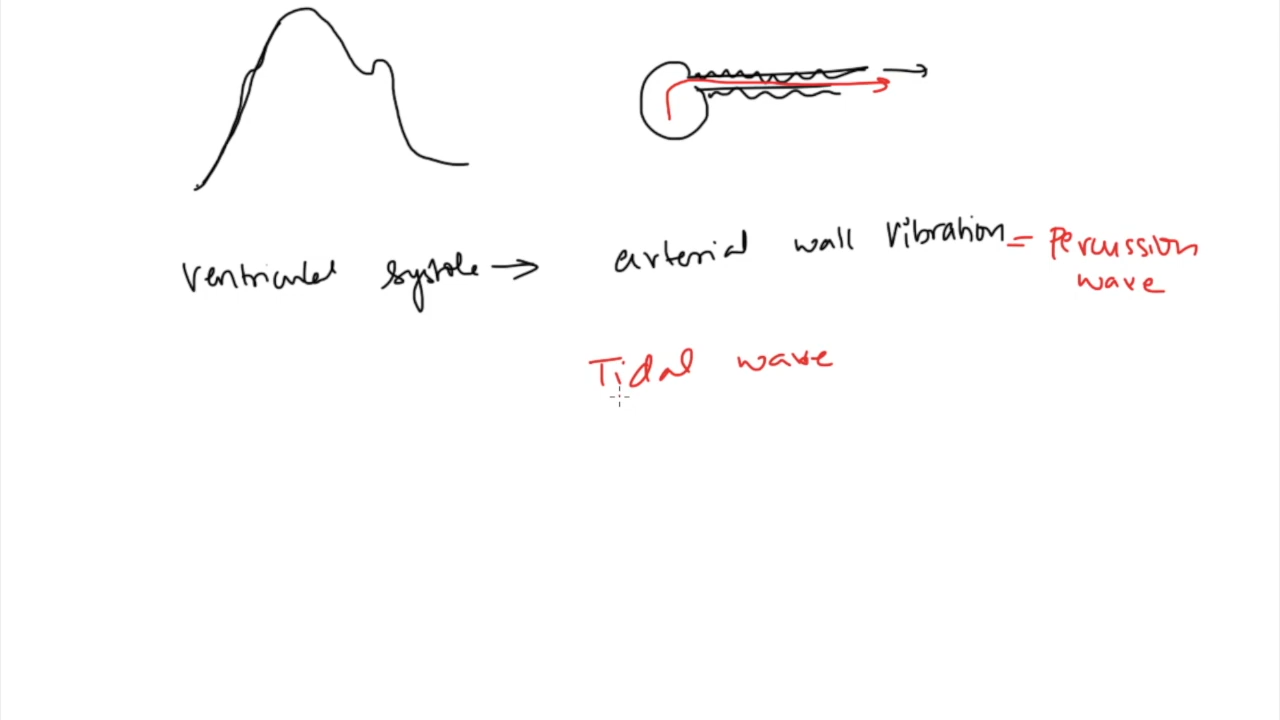 ventricular systole → arterial wall vibration = Percussion
wave
Tidal wave